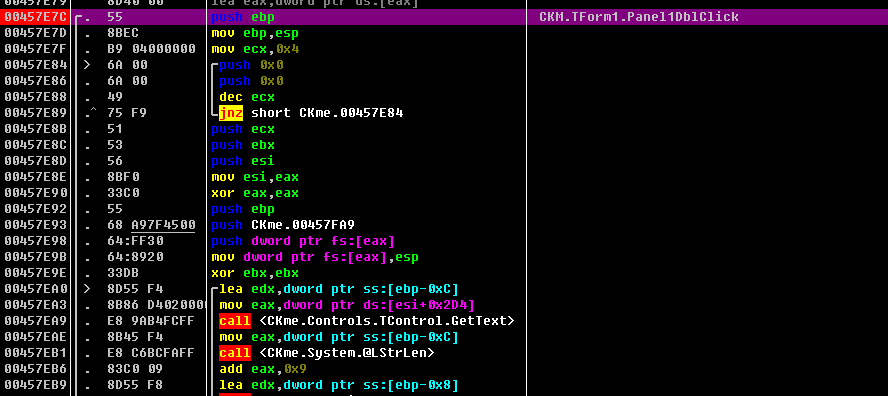 00457E79 . 8D40 00 lea eax,dword ptr ds:[eax]
00457E7C . 55 push ebp CKM.TForm1.Panel1DblClick
00457E7D . 8BEC mov ebp,esp
00457E7F . B9 04000000 mov ecx,0x4
00457E84 > 6A 00 push 0x0
00457E86 . 6A 00 push 0x0
00457E88 . 49 dec ecx
00457E89 .^ 75 F9 jnz short CKme.00457E84
00457E8B . 51 push ecx
00457E8C . 53 push ebx
00457E8D . 56 push esi
00457E8E . 8BF0 mov esi,eax
00457E90 . 33C0 xor eax,eax
00457E92 . 55 push ebp
00457E93 . 68 A97F4500 push CKme.00457FA9
00457E98 . 64:FF30 push dword ptr fs:[eax]
00457E9B . 64:8920 mov dword ptr fs:[eax],esp
00457E9E . 33DB xor ebx,ebx
00457EA0 > 8D55 F4 lea edx,dword ptr ss:[ebp-0xC]
00457EA3 . 8B86 D4020000 mov eax,dword ptr ds:[esi+0x2D4]
00457EA9 . E8 9AB4FCFF call <CKme.Controls.TControl.GetText>
00457EAE . 8B45 F4 mov eax,dword ptr ss:[ebp-0xC]
00457EB1 . E8 C6BCFAFF call <CKme.System.@LStrLen>
00457EB6 . 83C0 09 add eax,0x9
00457EB9 . 8D55 F8 lea edx,dword ptr ss:[ebp-0x8]